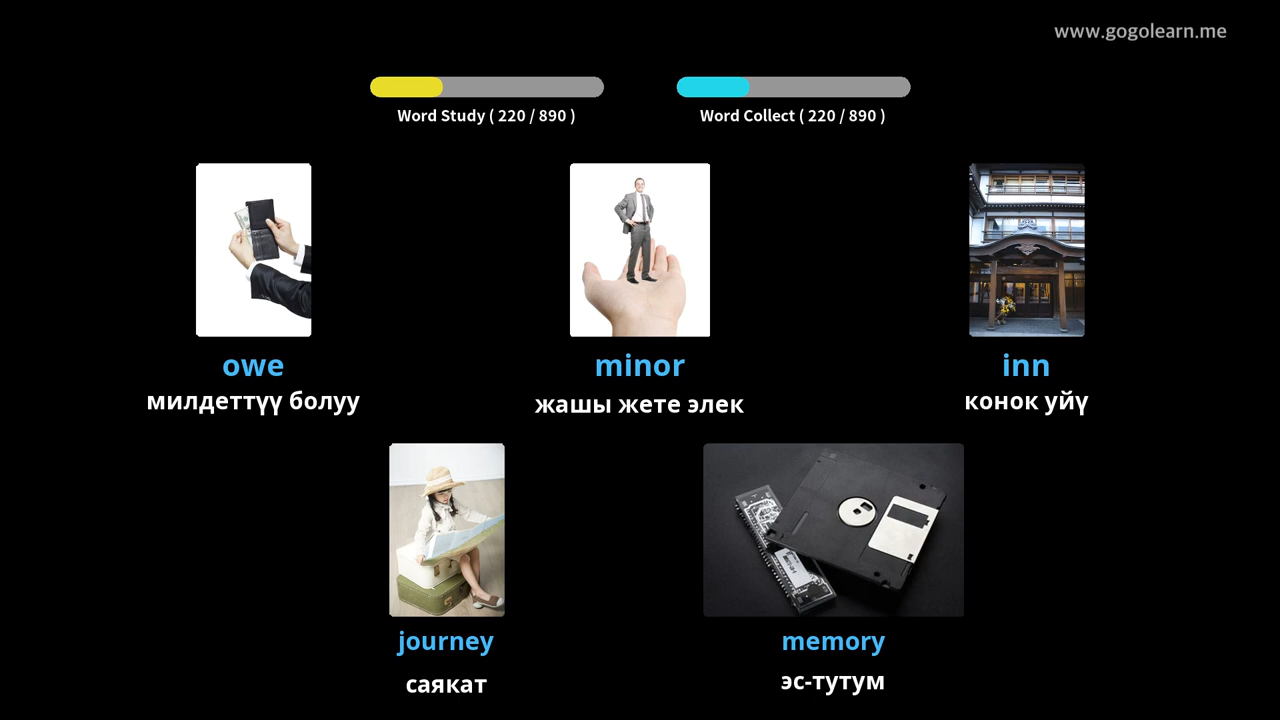 www.gogolearn.me
Word Study ( 220 / 890 )
Word Collect ( 220 / 890 )
owe
милдеттүү болуу
minor
жашы жете элек
inn
конок үйү
journey
саякат
memory
эс-тутум